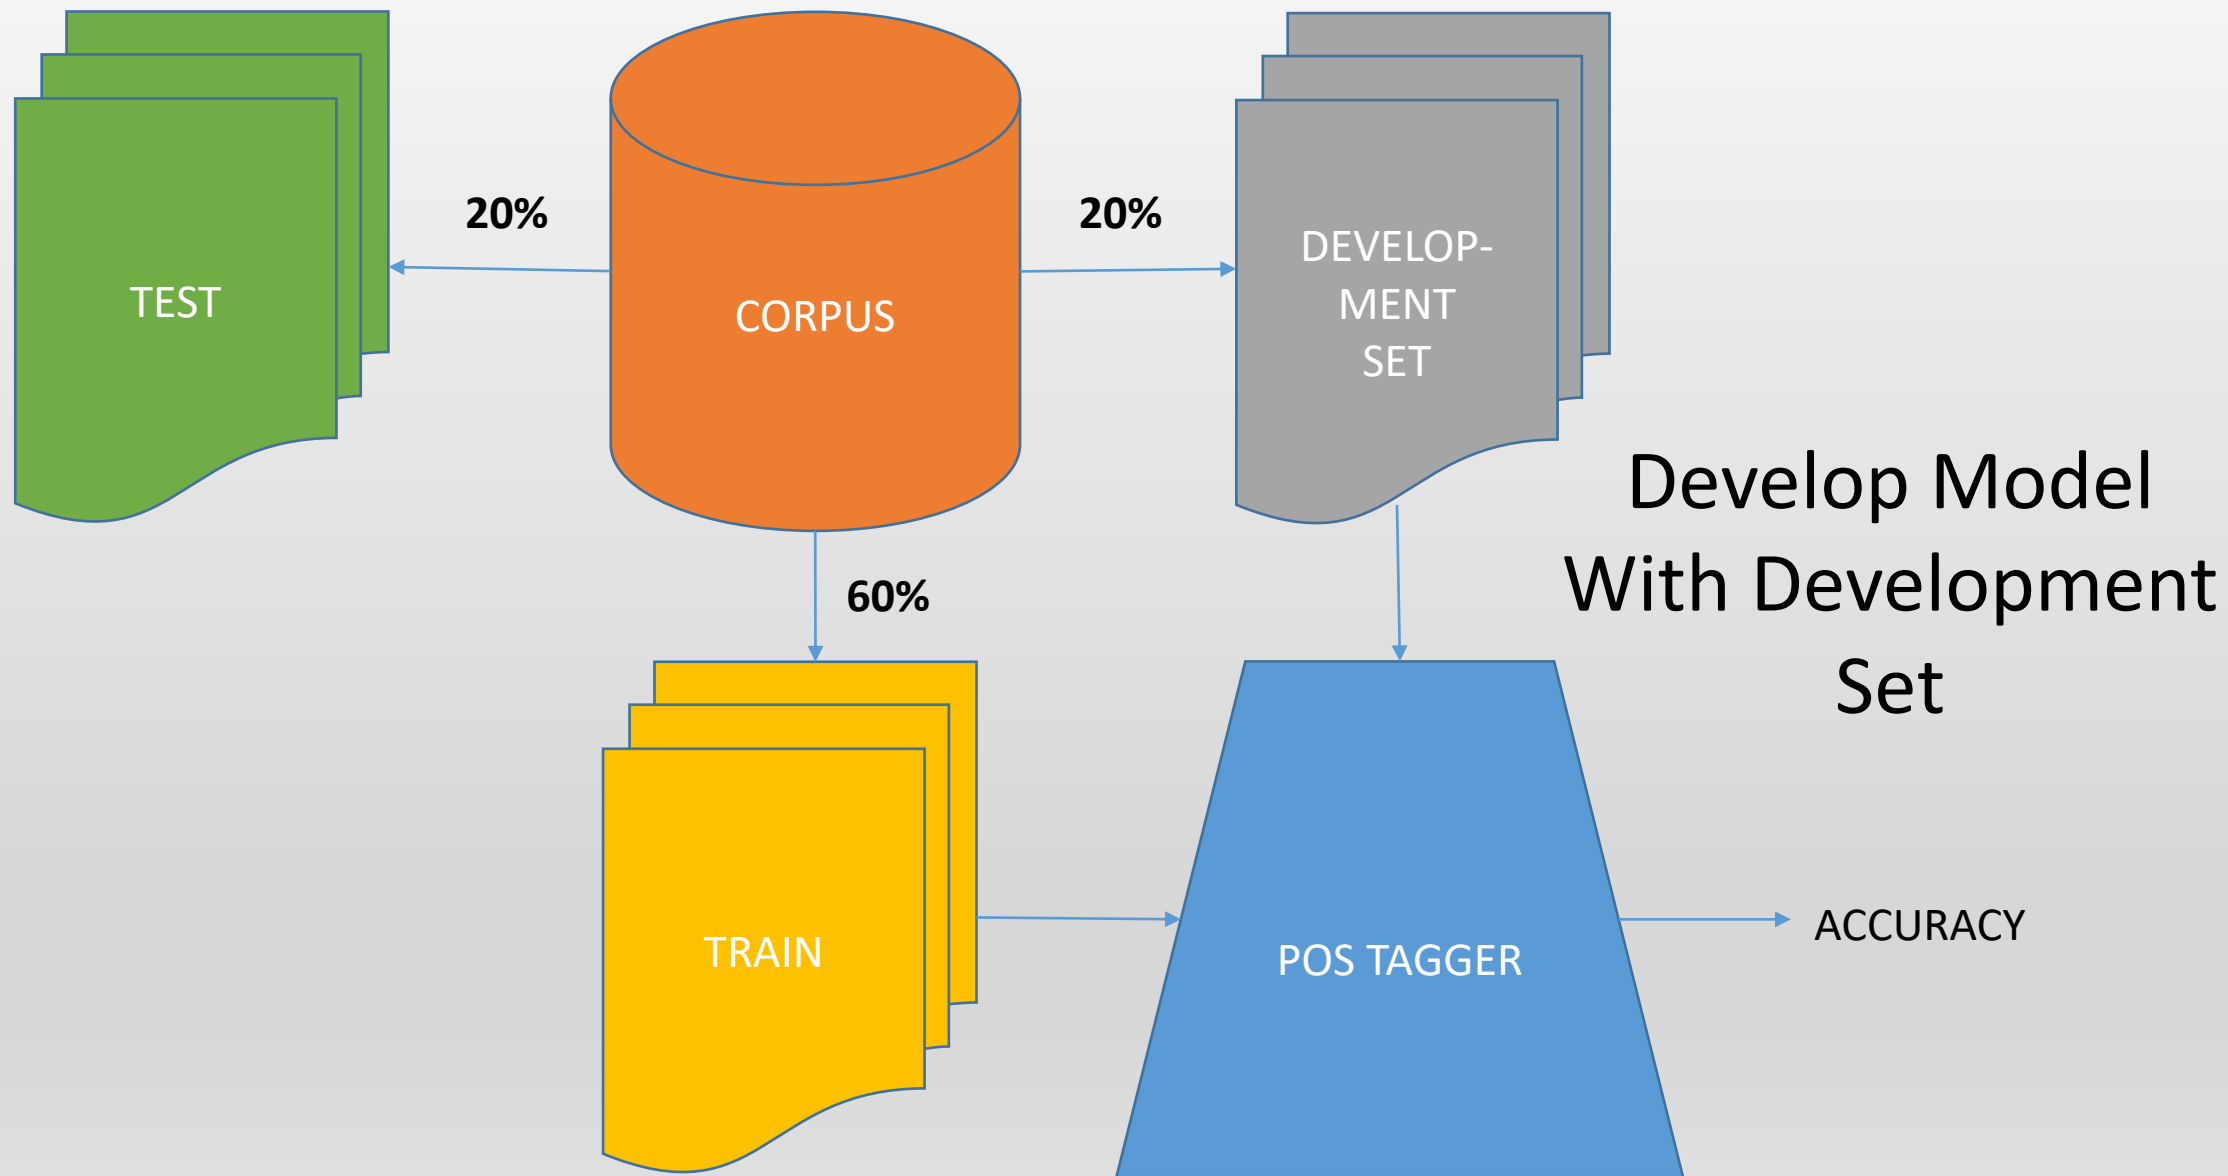 20%
20%
TEST
CORPUS
DEVELOP-
MENT
SET
Develop Model
With Development
Set
60%
TRAIN
POS TAGGER
ACCURACY